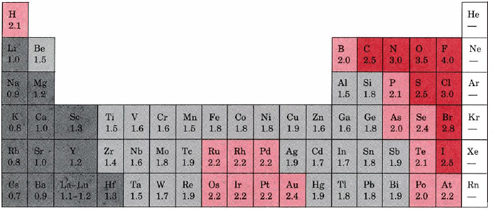 H He
2.1 —
Li Be B C N O F Ne
1.0 1.5 2.0 2.5 3.0 3.5 4.0 —
Na Mg Al Si P S Cl Ar
0.9 1.2 1.5 1.8 2.1 2.5 3.0 —
K Ca Sc Ti V Cr Mn Fe Co Ni Cu Zn Ga Ge As Se Br Kr
0.8 1.0 1.3 1.5 1.6 1.6 1.5 1.8 1.8 1.8 1.9 1.6 1.6 1.8 2.0 2.4 2.8 —
Rb Sr Y Zr Nb Mo Tc Ru Rh Pd Ag Cd In Sn Sb Te I Xe
0.8 1.0 1.2 1.4 1.6 1.8 1.9 2.2 2.2 2.2 1.9 1.7 1.7 1.8 1.9 2.1 2.5 —
Cs Ba La–Lu Hf Ta W Re Os Ir Pt Au Hg Tl Pb Bi Po At Rn
0.7 0.9 1.1–1.2 1.3 1.5 1.7 1.9 2.2 2.2 2.2 2.4 1.9 1.8 1.8 1.9 2.0 2.2 —